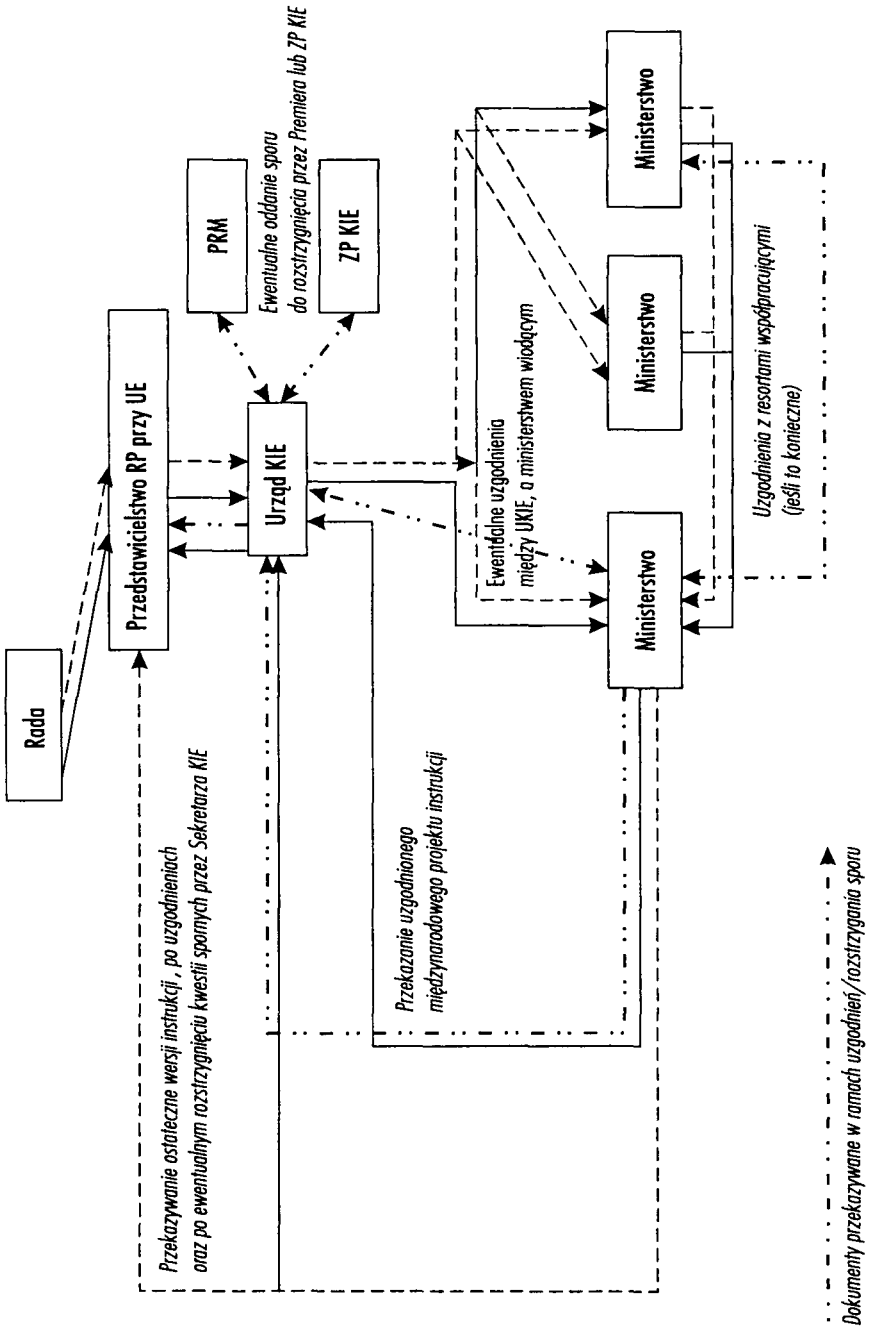 Rada
Przedstawicielstwo RP przy UE
PRM
Urząd KIE
ZP KIE
Ewentualne oddanie sporu
do rozstrzygnięcia przez Premiera lub ZP KIE
Przekazywanie ostateczne wersji instrukcji , po uzgodnieniach
oraz po ewentualnym rozstrzygnięciu kwestii spornych przez Sekretarza KIE
Przekazanie uzgodnionego
międzynarodowego projektu instrukcji
Ewentualne uzgodnienia
między UKIE, a ministerstwem wiodącym
Ministerstwo
Ministerstwo
Ministerstwo
Uzgodnienia z resortami współpracującymi
(jeśli to konieczne)
Dokumenty przekazywane w ramach uzgodnień/rozstrzygania sporu